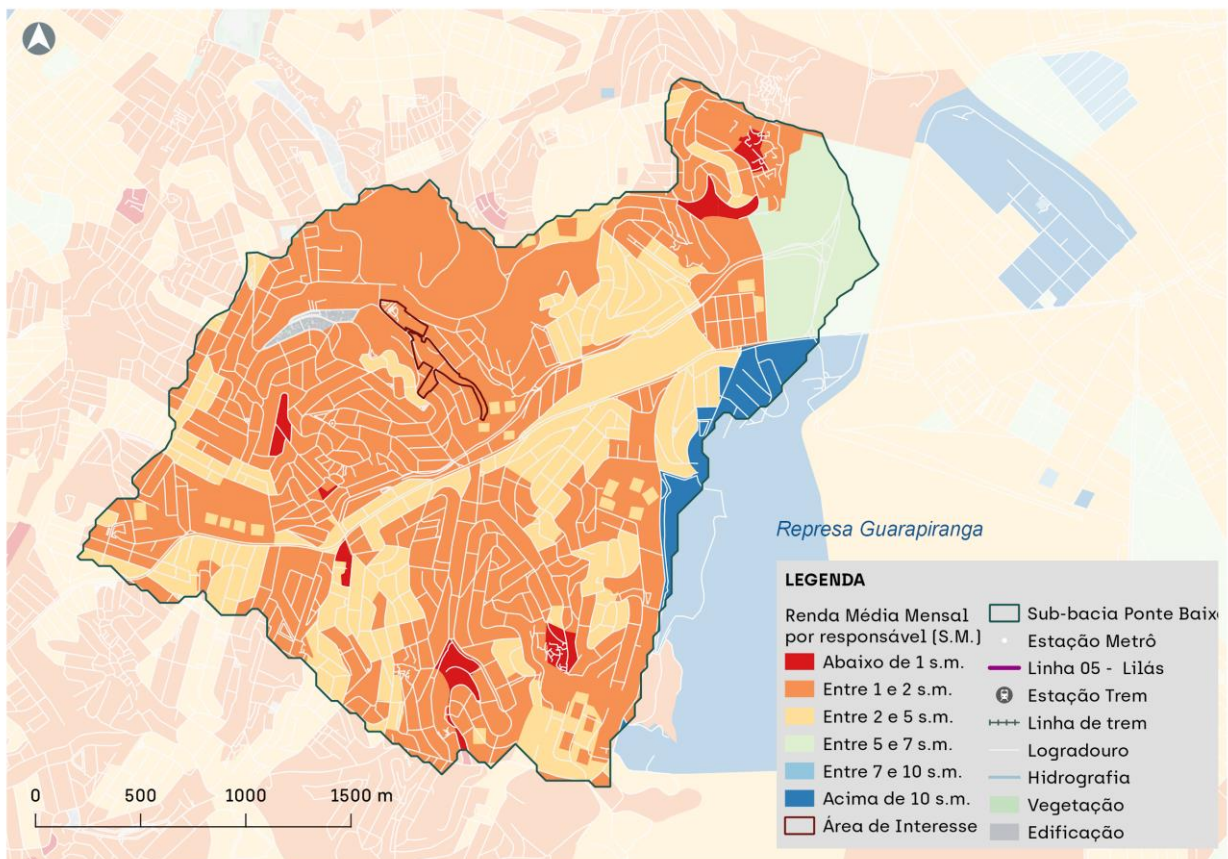 Represa Guarapiranga
LEGENDA
Renda Média Mensal
por responsável (S.M.)
Abaixo de 1 s.m.
Entre 1 e 2 s.m.
Entre 2 e 5 s.m.
Entre 5 e 7 s.m.
Entre 7 e 10 s.m.
Acima de 10 s.m.
Área de Interesse
Sub-bacia Ponte Baixa
Estação Metrô
Linha 05 - Lilás
Estação Trem
Linha de trem
Logradouro
Hidrografia
Vegetação
Edificação
0 500 1000 1500 m